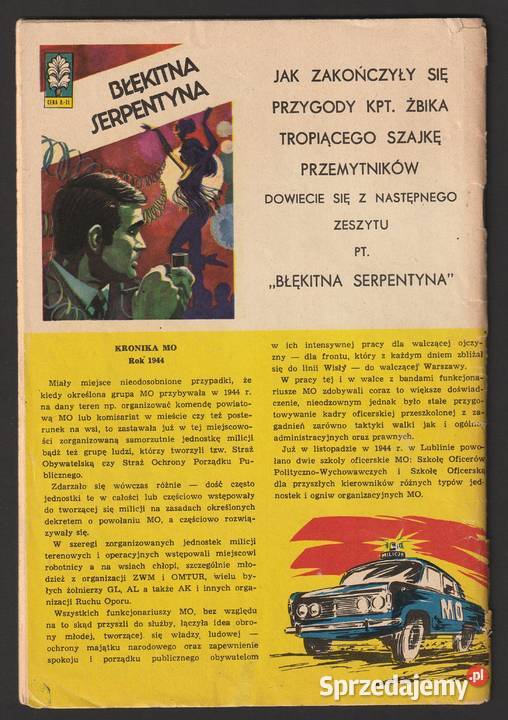 BŁĘKITNA
SERPENTYNA
CENA 8.- ZŁ
JAK ZAKOŃCZYŁY SIĘ
PRZYGODY KPT. ŻBIKA
TROPIĄCEGO SZAJKĘ
PRZEMYTNIKÓW
DOWIECIE SIĘ Z NASTĘPNEGO
ZESZYTU
PT.
„BŁĘKITNA SERPENTYNA"
KRONIKA MO
Rok 1944
Miały miejsce nieodosobnione przypadki, że
kiedy określona grupa MO przybywała w 1944 r.
na dany teren np. organizować komendę powiato-
wą MO lub komisariat w mieście czy też poste-
runek na wsi, to zastawała już w tej miejscowo-
ści zorganizowaną samorzutnie jednostkę milicji
bądź też grupę ludzi, którzy tworzyli tzw. Straż
Obywatelską czy Straż Ochrony Porządku Pu-
blicznego.
Zdarzało się wówczas różnie — dość często
jednostki te w całości lub częściowo wstępowały
do tworzącej się milicji na zasadach określonych
dekretem o powołaniu MO, a częściowo rozwią-
zywały się.
W szeregi zorganizowanych jednostek milicji
terenowych i operacyjnych wstępowali miejscowi
robotnicy a na wsiach chłopi, szczególnie mło-
dzież z organizacji ZWM i OMTUR, wielu by-
łych żołnierzy GL, AL a także AK i innych orga-
nizacji Ruchu Oporu.
Wszystkich funkcjonariuszy MO, bez względu
na to skąd przyszli do służby, łączyła idea obro-
ny młodej, tworzącej się władzy ludowej —
ochrony majątku narodowego oraz zapewnienie
spokoju i porządku publicznego obywatelom
w ich intensywnej pracy dla walczącej ojczy-
zny — dla frontu, który z każdym dniem zbliżał
się do linii Wisły — do walczącej Warszawy.
W pracy tej i w walce z bandami funkcjona-
riusze MO zdobywali coraz to większe doświad-
czenie, nieodzownym jednak było stałe przygo-
towywanie kadry oficerskiej przeszkolonej z za-
gadnień zarówno taktyki walki jak i ogólno
administracyjnych oraz prawnych.
Już w listopadzie w 1944 r. w Lublinie powo-
łano dwie szkoły oficerskie MO: Szkołę Oficerów
Polityczno-Wychowawczych i Szkołę Oficerską
dla przyszłych kierowników różnych typów jed-
nostek i ogniw organizacyjnych MO.
MILICJA
MO
Sprzedajemy.pl